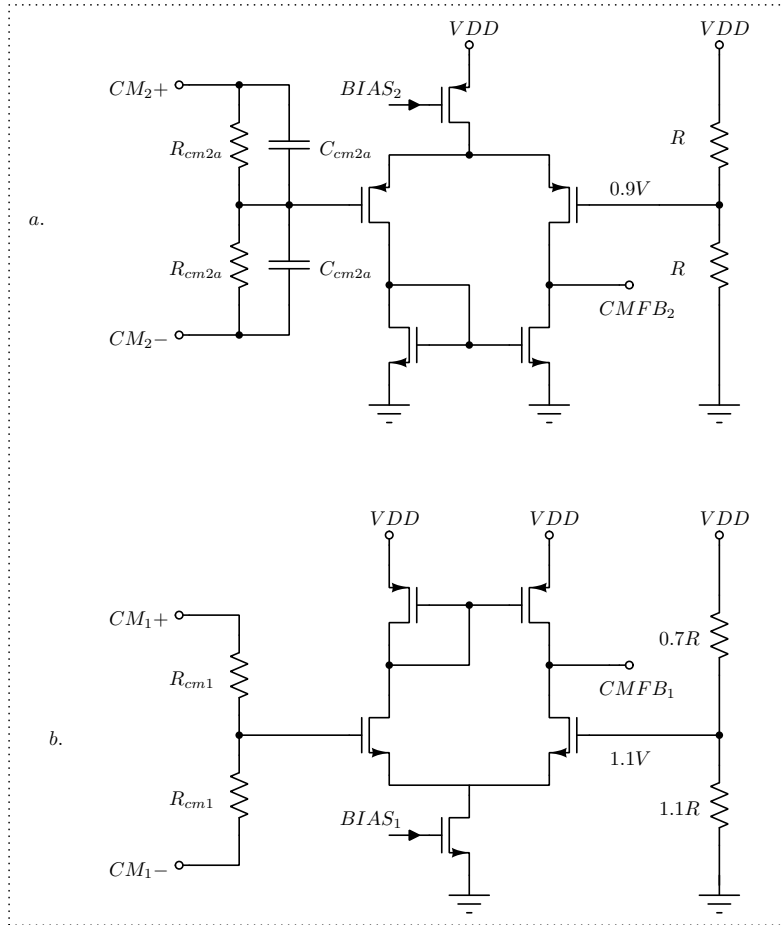 VDD
CM2+
BIAS2
Rcm2a
Ccm2a
R
0.9V
a.
Rcm2a
Ccm2a
R
CMFB2
CM2−
VDD
VDD
VDD
CM1+
0.7R
Rcm1
CMFB1
b.
1.1V
Rcm1
1.1R
BIAS1
CM1−
VDD